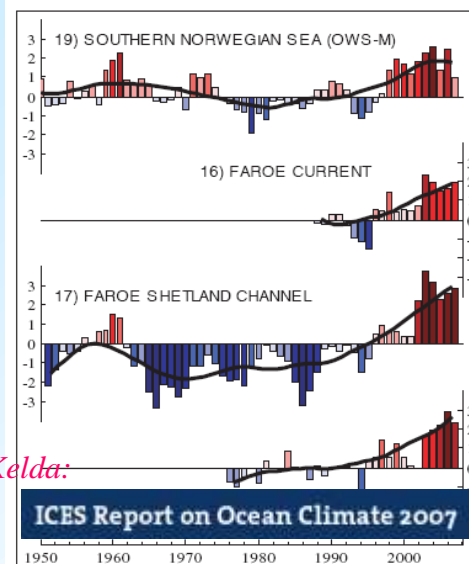 3
2
1
0
-1
-2
-3
19) SOUTHERN NORWEGIAN SEA (OWS-M)
16) FAROE CURRENT
17) FAROE SHETLAND CHANNEL
3
2
1
0
-1
-2
-3
Kelda:
ICES Report on Ocean Climate 2007
1950 1960 1970 1980 1990 2000